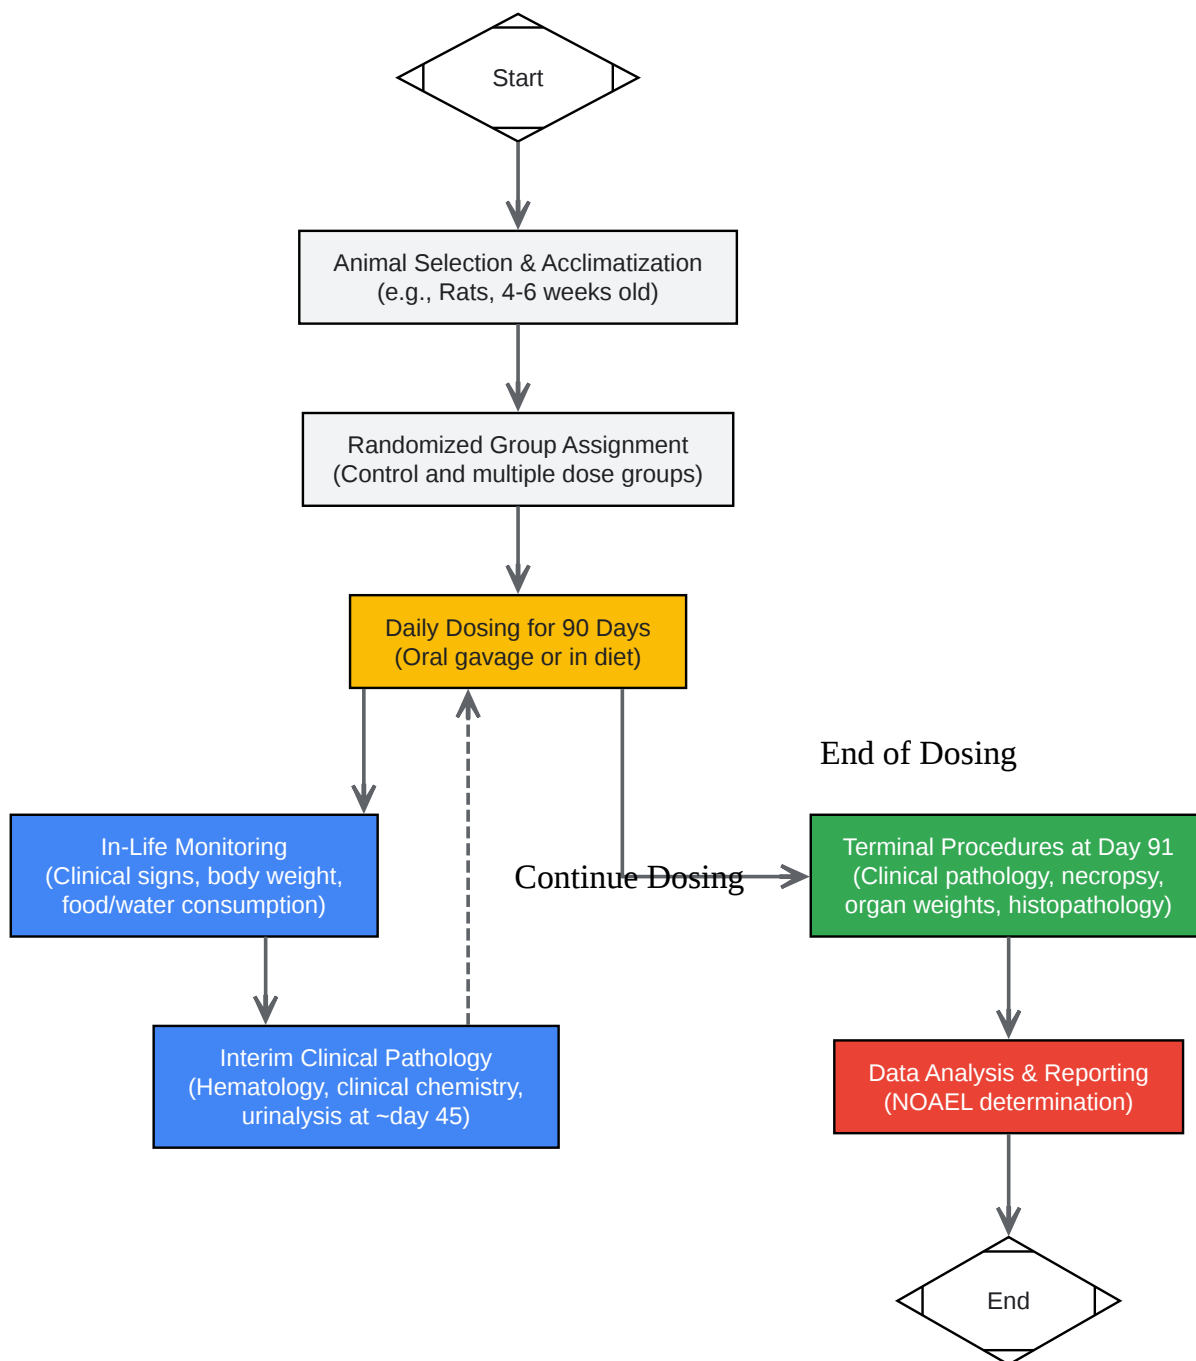 Start
Animal Selection & Acclimatization
(e.g., Rats, 4-6 weeks old)
Randomized Group Assignment
(Control and multiple dose groups)
Daily Dosing for 90 Days
(Oral gavage or in diet)
End of Dosing
In-Life Monitoring
(Clinical signs, body weight,
food/water consumption)
Continue Dosing
Terminal Procedures at Day 91
(Clinical pathology, necropsy,
organ weights, histopathology)
Interim Clinical Pathology
(Hematology, clinical chemistry,
urinalysis at ~day 45)
Data Analysis & Reporting
(NOAEL determination)
End